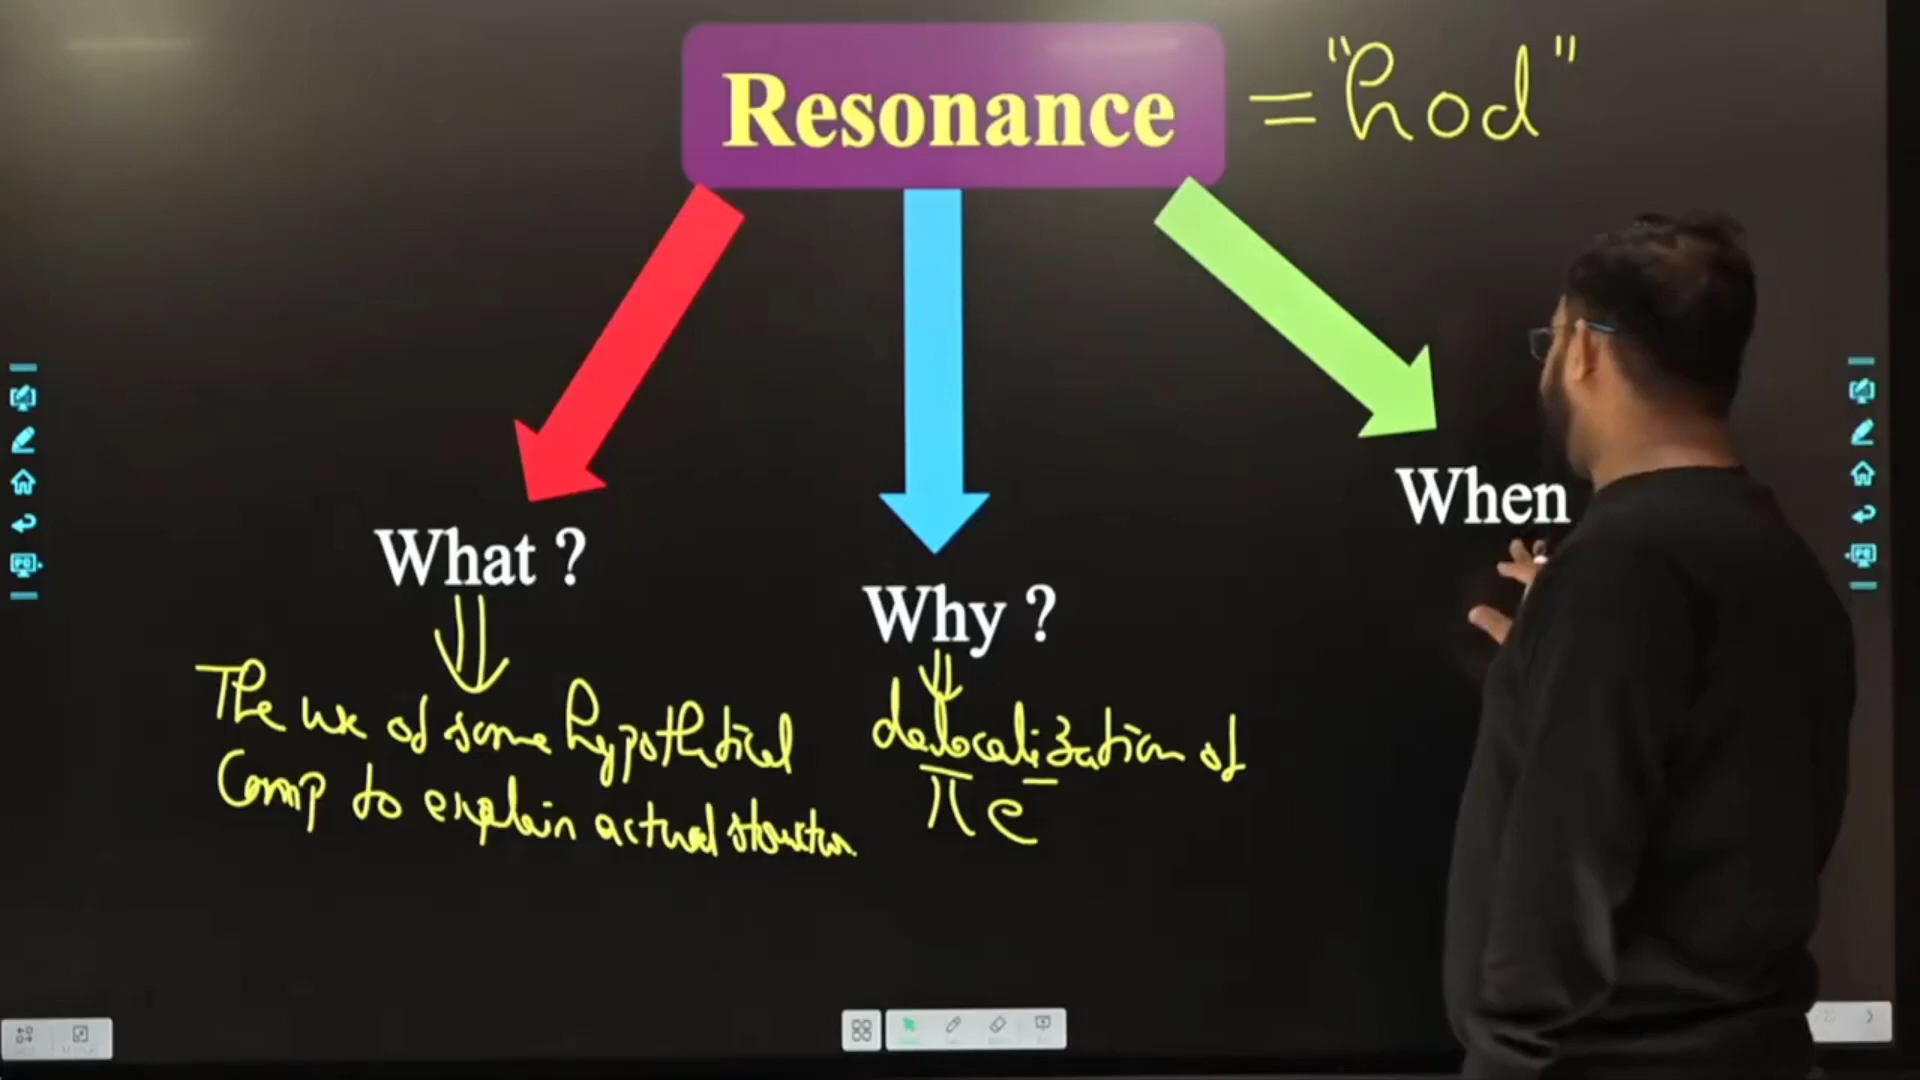 Resonance = "hod"
What ?
Why ?
When
The use of some hypothetical
Comp to explain actual structure.
delocalization of
π e⁻